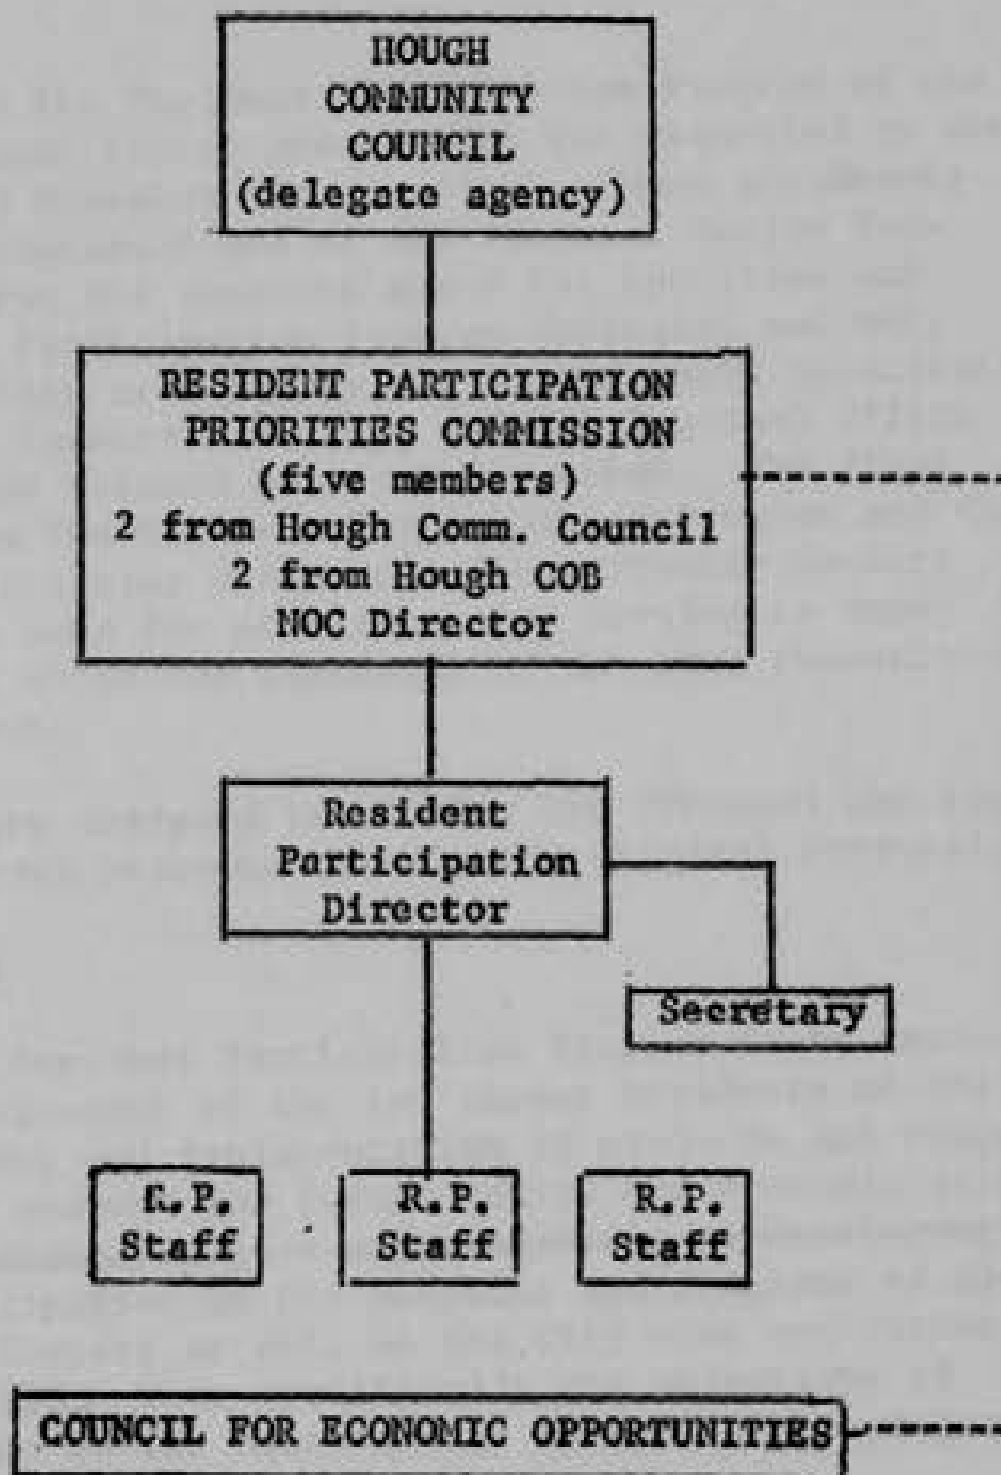 HOUGH
COMMUNITY
COUNCIL
(delegate agency)
RESIDENT PARTICIPATION
PRIORITIES COMMISSION
(five members)
2 from Hough Comm. Council
2 from Hough COB
NOC Director
Resident
Participation
Director
Secretary
R.P.
Staff
R.P.
Staff
R.P.
Staff
COUNCIL FOR ECONOMIC OPPORTUNITIES